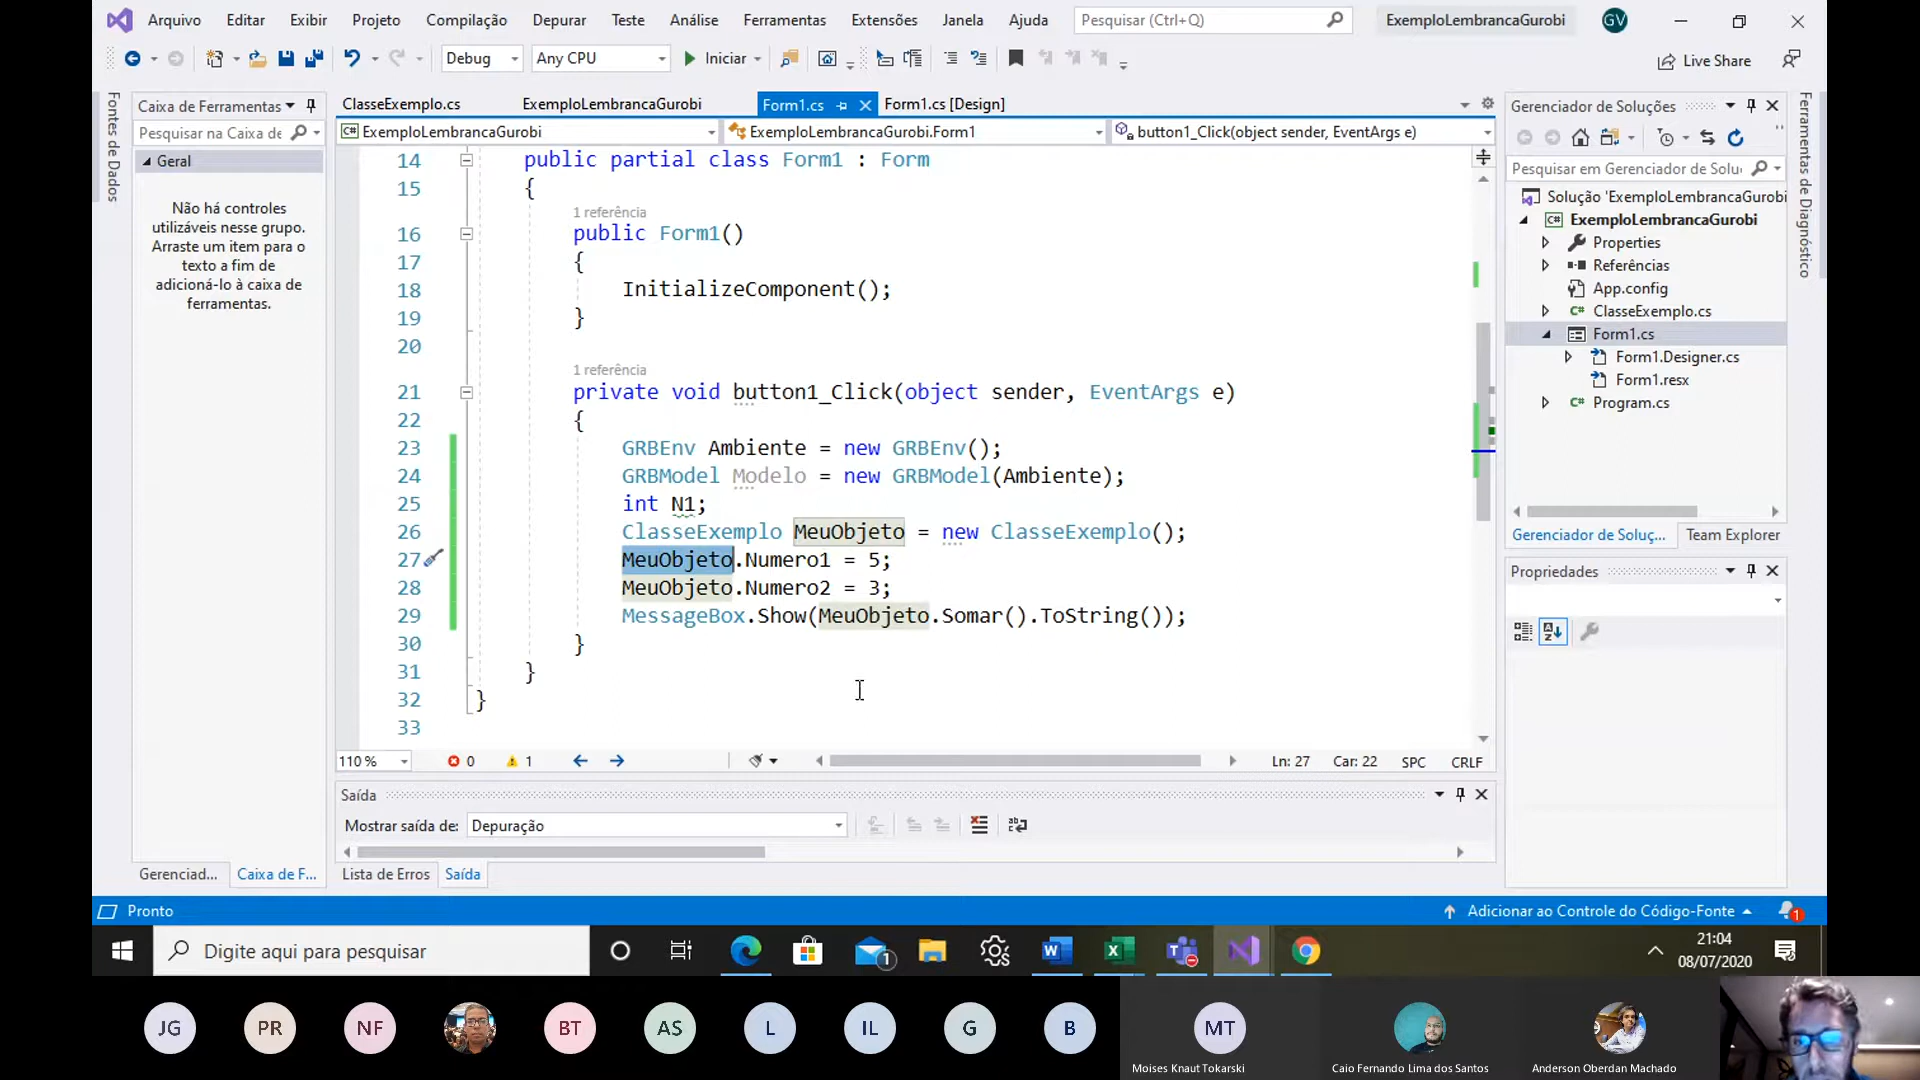 Arquivo Editar Exibir Projeto Compilação Depurar Teste Análise Ferramentas Extensões Janela Ajuda Pesquisar (Ctrl+Q) ExemploLembrancaGurobi GV
Debug Any CPU Iniciar Live Share
Fontes de Dados
Caixa de Ferramentas
Pesquisar na Caixa de
Geral
Não há controles
utilizáveis nesse grupo.
Arraste um item para o
texto a fim de
adicioná-lo à caixa de
ferramentas.
Gerenciad... Caixa de F...
ClasseExemplo.cs ExemploLembrancaGurobi Form1.cs Form1.cs [Design]
C# ExemploLembrancaGurobi ExemploLembrancaGurobi.Form1 button1_Click(object sender, EventArgs e)
14 public partial class Form1 : Form
15 {
1 referência
16 public Form1()
17 {
18 InitializeComponent();
19 }
20
1 referência
21 private void button1_Click(object sender, EventArgs e)
22 {
23 GRBEnv Ambiente = new GRBEnv();
24 GRBModel Modelo = new GRBModel(Ambiente);
25 int N1;
26 ClasseExemplo MeuObjeto = new ClasseExemplo();
27 MeuObjeto.Numero1 = 5;
28 MeuObjeto.Numero2 = 3;
29 MessageBox.Show(MeuObjeto.Somar().ToString());
30 }
31 }
32 }
33
110 % 0 1 Ln: 27 Car: 22 SPC CRLF
Saída
Mostrar saída de: Depuração
Lista de Erros Saída
Gerenciador de Soluções
Pesquisar em Gerenciador de Solu
Solução 'ExemploLembrancaGurobi
C# ExemploLembrancaGurobi
Properties
Referências
App.config
C# ClasseExemplo.cs
Form1.cs
Form1.Designer.cs
Form1.resx
C# Program.cs
Gerenciador de Soluç... Team Explorer
Propriedades
Ferramentas de Diagnóstico
Pronto Adicionar ao Controle do Código-Fonte 1
Digite aqui para pesquisar 1 21:04
08/07/2020
JG PR NF BT AS L IL G B MT
Moises Knaut Tokarski Caio Fernando Lima dos Santos Anderson Oberdan Machado